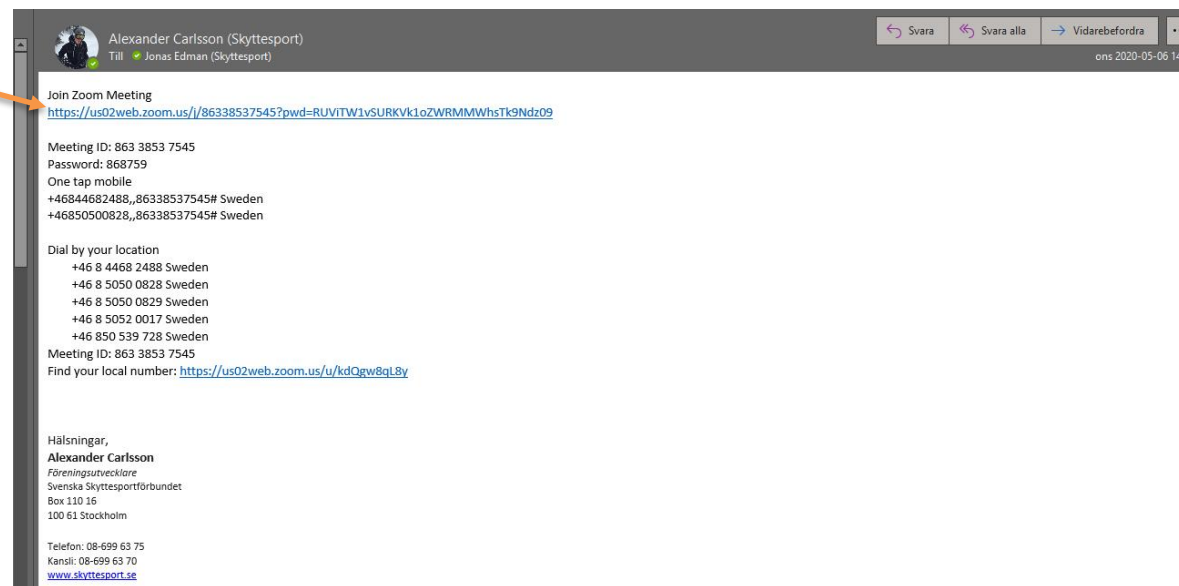 Alexander Carlsson (Skyttesport)
Till Jonas Edman (Skyttesport)
Svara Svara alla Vidarebefordra
ons 2020-05-06 14
Join Zoom Meeting
https://us02web.zoom.us/j/86338537545?pwd=RUViTW1vSURKVk1oZWRMMWhsTk9Ndz09
Meeting ID: 863 3853 7545
Password: 868759
One tap mobile
+46844682488,,86338537545# Sweden
+46850500828,,86338537545# Sweden
Dial by your location
+46 8 4468 2488 Sweden
+46 8 5050 0828 Sweden
+46 8 5050 0829 Sweden
+46 8 5052 0017 Sweden
+46 850 539 728 Sweden
Meeting ID: 863 3853 7545
Find your local number: https://us02web.zoom.us/u/kdQgw8qL8y
Hälsningar,
Alexander Carlsson
Föreningsutvecklare
Svenska Skyttesportförbundet
Box 110 16
100 61 Stockholm
Telefon: 08-699 63 75
Kansli: 08-699 63 70
www.skyttesport.se